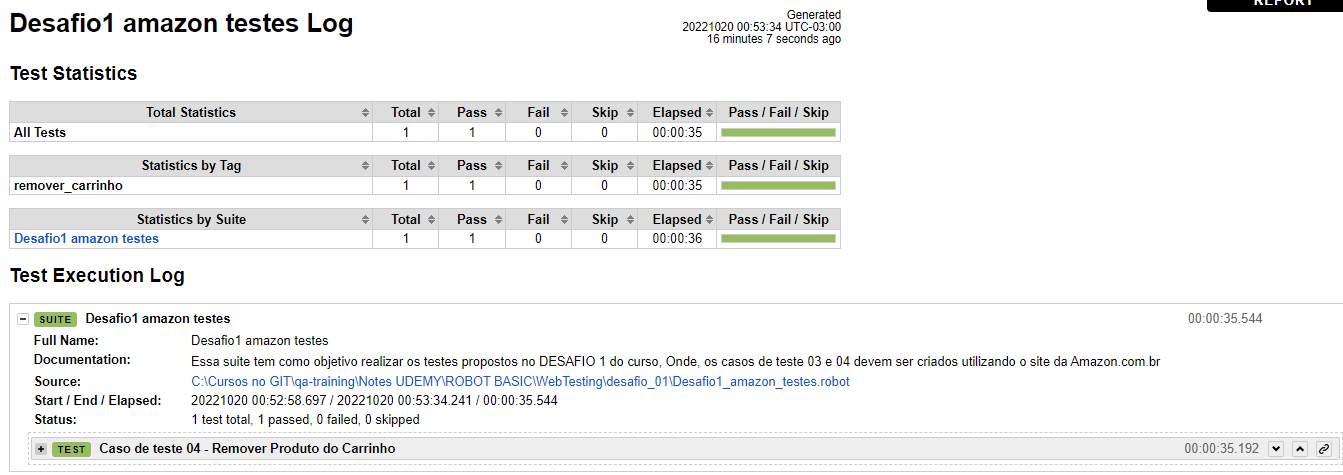 REPORT
Desafio1 amazon testes Log
Generated
20221020 00:53:34 UTC-03:00
16 minutes 7 seconds ago
Test Statistics
Total Statistics Total Pass Fail Skip Elapsed Pass / Fail / Skip
All Tests 1 1 0 0 00:00:35
Statistics by Tag Total Pass Fail Skip Elapsed Pass / Fail / Skip
remover_carrinho 1 1 0 0 00:00:35
Statistics by Suite Total Pass Fail Skip Elapsed Pass / Fail / Skip
Desafio1 amazon testes 1 1 0 0 00:00:36
Test Execution Log
SUITE Desafio1 amazon testes 00:00:35.544
Full Name: Desafio1 amazon testes
Documentation: Essa suite tem como objetivo realizar os testes propostos no DESAFIO 1 do curso, Onde, os casos de teste 03 e 04 devem ser criados utilizando o site da Amazon.com.br
Source: C:\Cursos no GIT\qa-training\Notes UDEMY\ROBOT BASIC\WebTesting\desafio_01\Desafio1_amazon_testes.robot
Start / End / Elapsed: 20221020 00:52:58.697 / 20221020 00:53:34.241 / 00:00:35.544
Status: 1 test total, 1 passed, 0 failed, 0 skipped
TEST Caso de teste 04 - Remover Produto do Carrinho 00:00:35.192